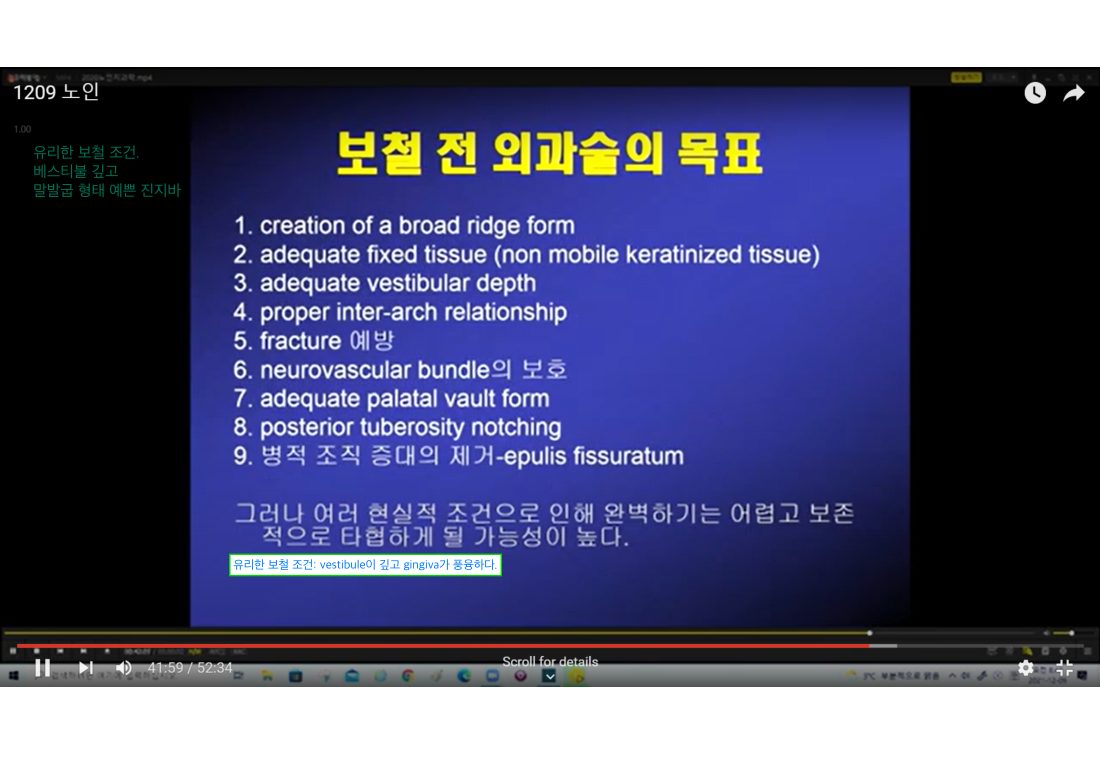 1209 노인
1.00
유리한 보철 조건,
베스티불 깊고
말발굽 형태 예쁜 진지바
보철 전 외과술의 목표
1. creation of a broad ridge form
2. adequate fixed tissue (non mobile keratinized tissue)
3. adequate vestibular depth
4. proper inter-arch relationship
5. fracture 예방
6. neurovascular bundle의 보호
7. adequate palatal vault form
8. posterior tuberosity notching
9. 병적 조직 증대의 제거-epulis fissuratum
그러나 여러 현실적 조건으로 인해 완벽하기는 어렵고 보존
적으로 타협하게 될 가능성이 높다.
유리한 보철 조건: vestibule이 깊고 gingiva가 풍융하다.
41:59 / 52:34
Scroll for details